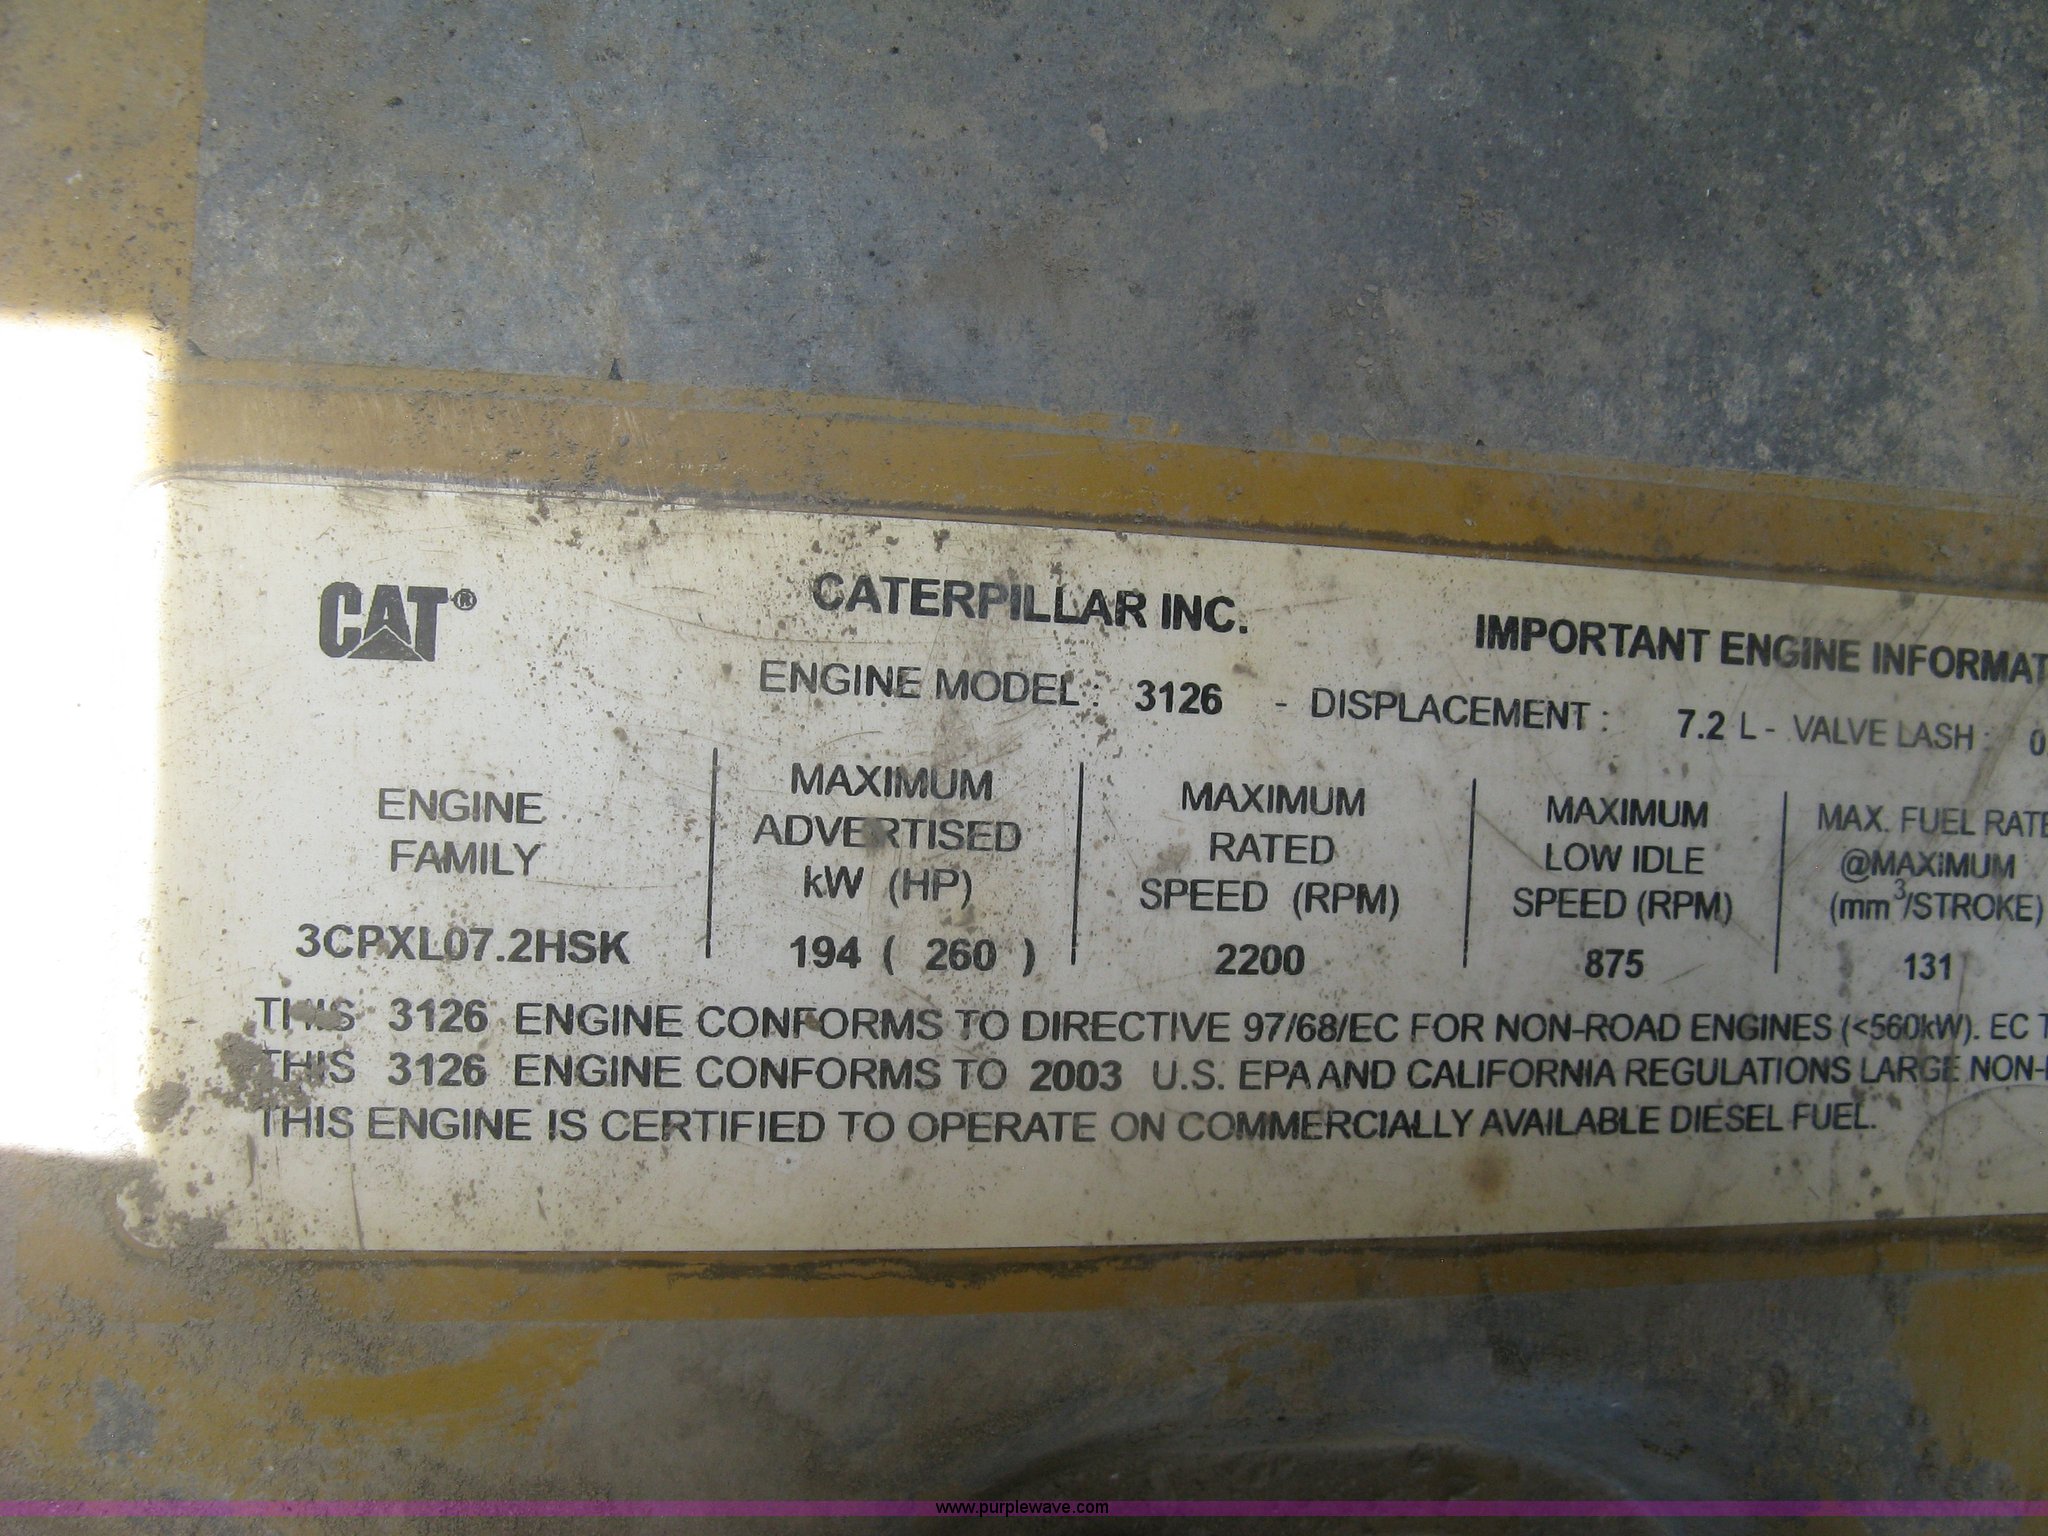 CAT®
CATERPILLAR INC.
IMPORTANT ENGINE INFORMAT
ENGINE MODEL: 3126 - DISPLACEMENT: 7.2 L - VALVE LASH: 0
ENGINE FAMILY
3CPXL07.2HSK
MAXIMUM
ADVERTISED
kW (HP)
194 ( 260 )
MAXIMUM
RATED
SPEED (RPM)
2200
MAXIMUM
LOW IDLE
SPEED (RPM)
875
MAX. FUEL RATE
@MAXIMUM
(mm³/STROKE)
131
THIS 3126 ENGINE CONFORMS TO DIRECTIVE 97/68/EC FOR NON-ROAD ENGINES (<560kW). EC T
THIS 3126 ENGINE CONFORMS TO 2003 U.S. EPA AND CALIFORNIA REGULATIONS LARGE NON-
THIS ENGINE IS CERTIFIED TO OPERATE ON COMMERCIALLY AVAILABLE DIESEL FUEL.
www.purplewave.com